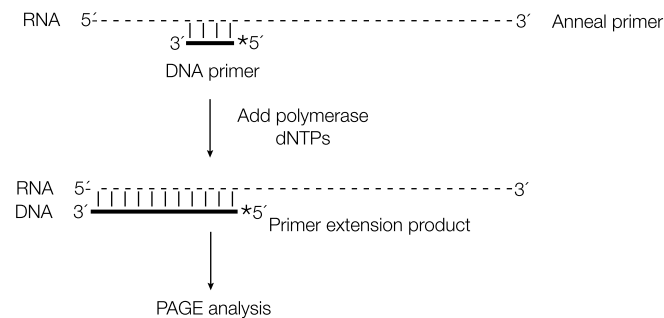 RNA 5´ 3´ Anneal primer
3´ *5´
DNA primer
Add polymerase
dNTPs
RNA 5´ 3´
DNA 3´ *5´ Primer extension product
PAGE analysis